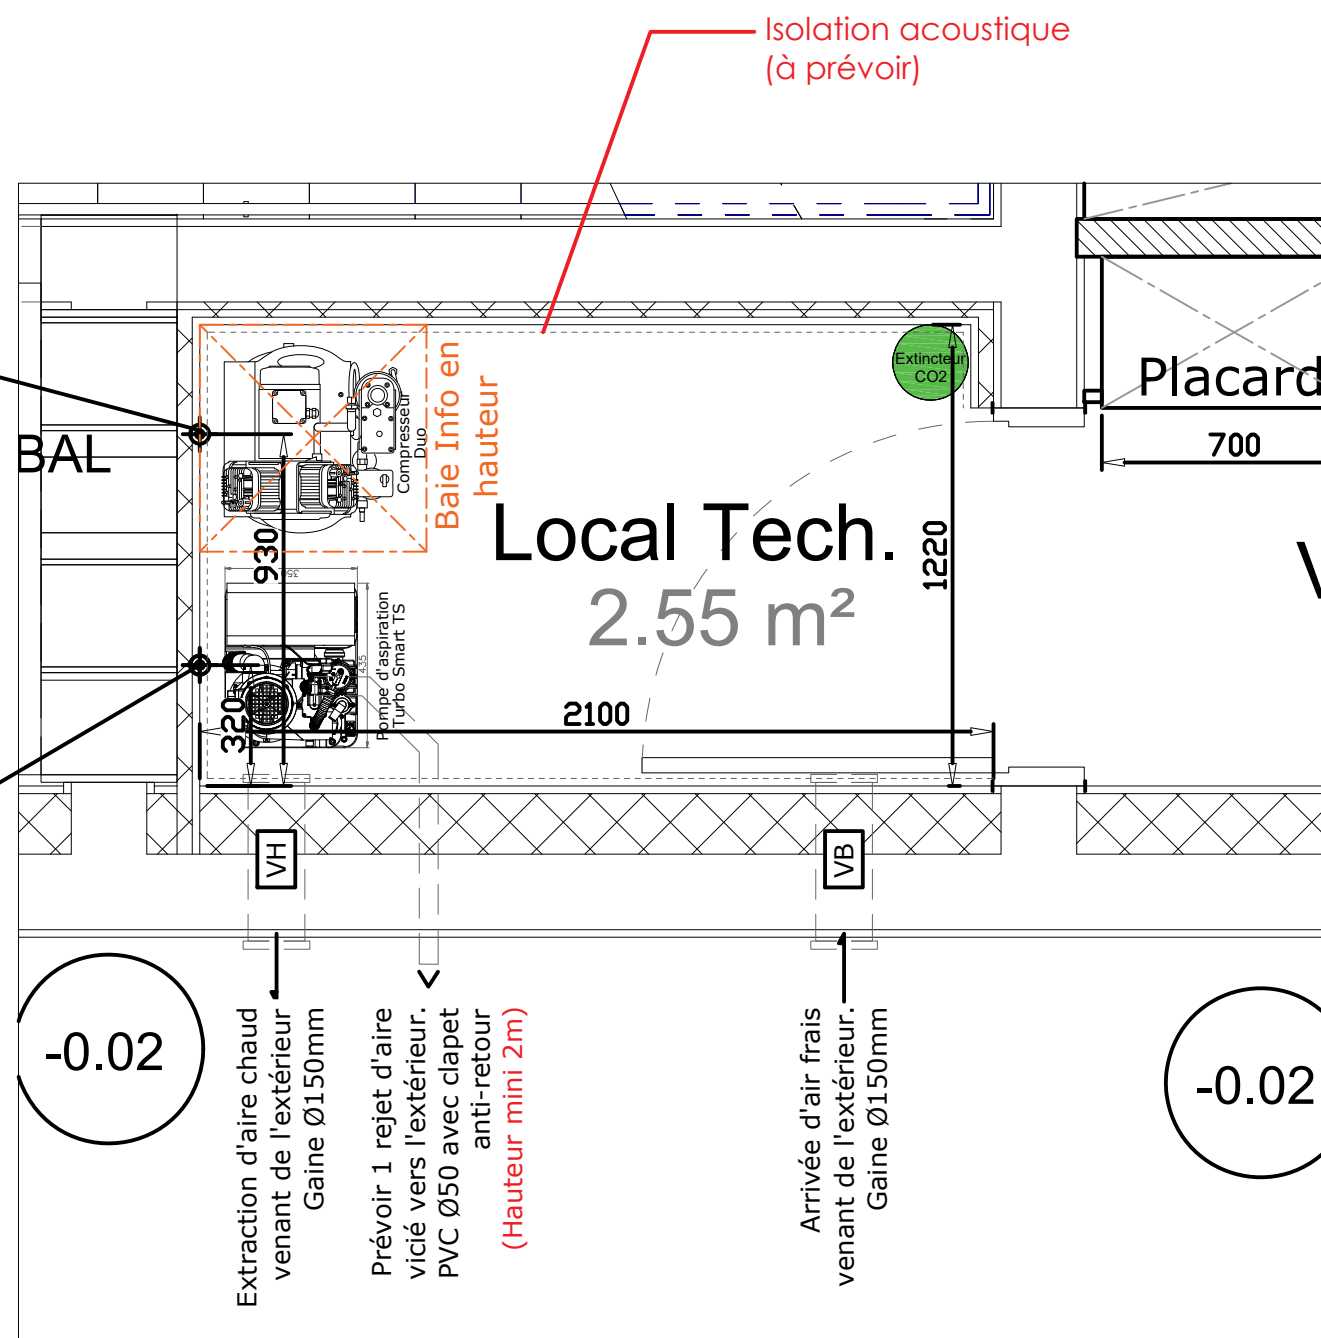 Isolation acoustique
(à prévoir)
Extincteur
CO2
Placard
700
BAL
Compresseur
Duo
Baie Info en
hauteur
Local Tech.
2.55 m²
930
1220
350
435
Pompe d'aspiration
Turbo Smart TS
320
2100
VH
VB
-0.02
-0.02
Extraction d'aire chaud
venant de l'extérieur
Gaine Ø150mm
Prévoir 1 rejet d'aire
vicié vers l'extérieur.
PVC Ø50 avec clapet
anti-retour
(Hauteur mini 2m)
Arrivée d'air frais
venant de l'extérieur.
Gaine Ø150mm